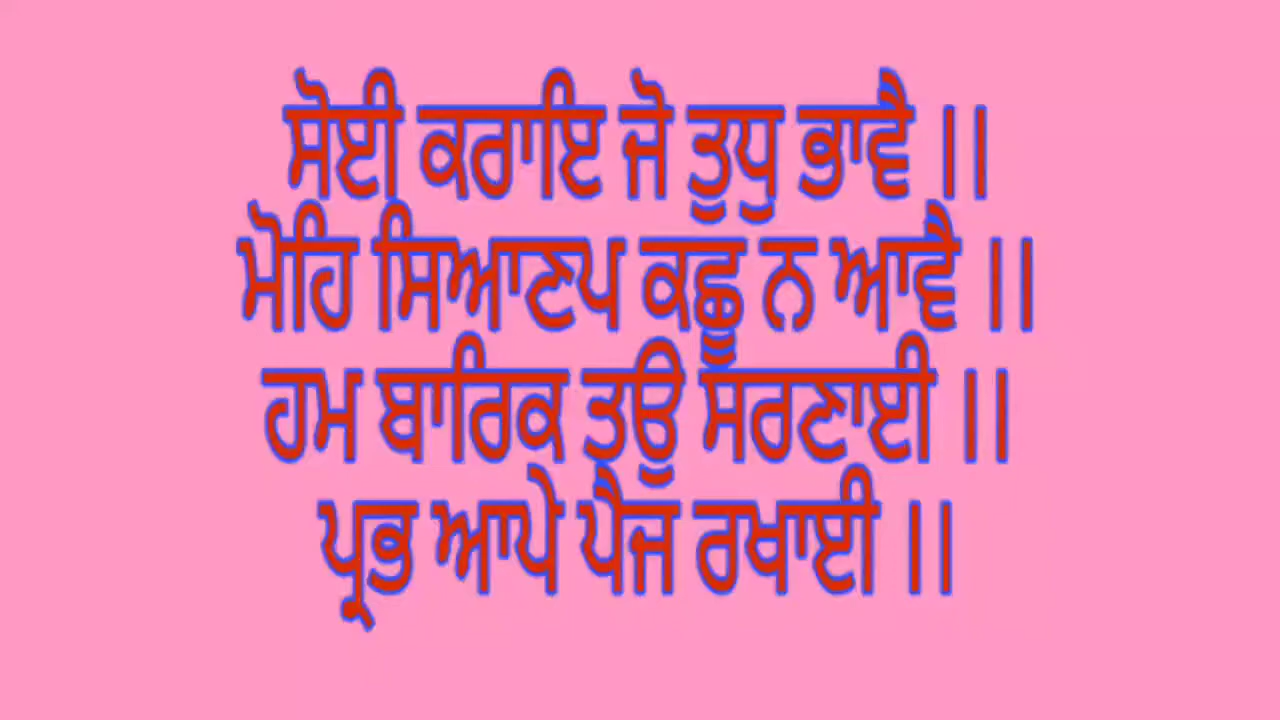 ਸੋਈ ਕਰਾਇ ਜੋ ਤੁਧੁ ਭਾਵੈ ।।
ਮੋਹਿ ਸਿਆਣਪ ਕਛੂ ਨ ਆਵੈ ।।
ਹਮ ਬਾਰਿਕ ਤਉ ਸਰਣਾਈ ।।
ਪ੍ਰਭ ਆਪੇ ਪੈਜ ਰਖਾਈ ।।